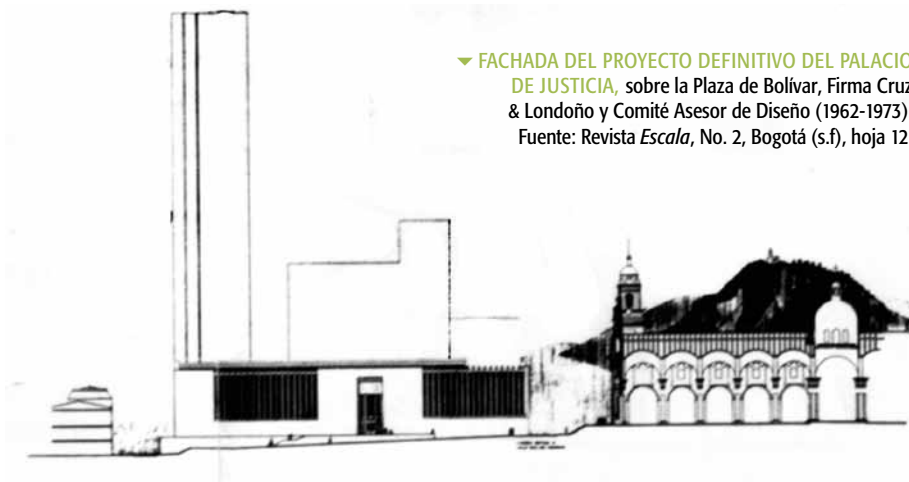 FACHADA DEL PROYECTO DEFINITIVO DEL PALACIO
DE JUSTICIA, sobre la Plaza de Bolívar, Firma Cruz
& Londoño y Comité Asesor de Diseño (1962-1973)
Fuente: Revista Escala, No. 2, Bogotá (s.f), hoja 12